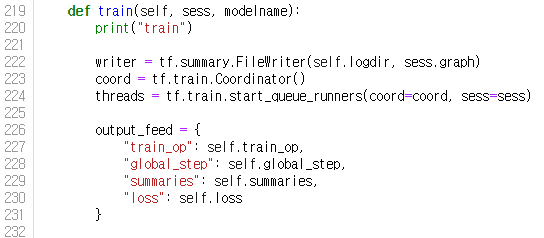 219 def train(self, sess, modelname):
220 print("train")
221
222 writer = tf.summary.FileWriter(self.logdir, sess.graph)
223 coord = tf.train.Coordinator()
224 threads = tf.train.start_queue_runners(coord=coord, sess=sess)
225
226 output_feed = {
227 "train_op": self.train_op,
228 "global_step": self.global_step,
229 "summaries": self.summaries,
230 "loss": self.loss
231 }
232